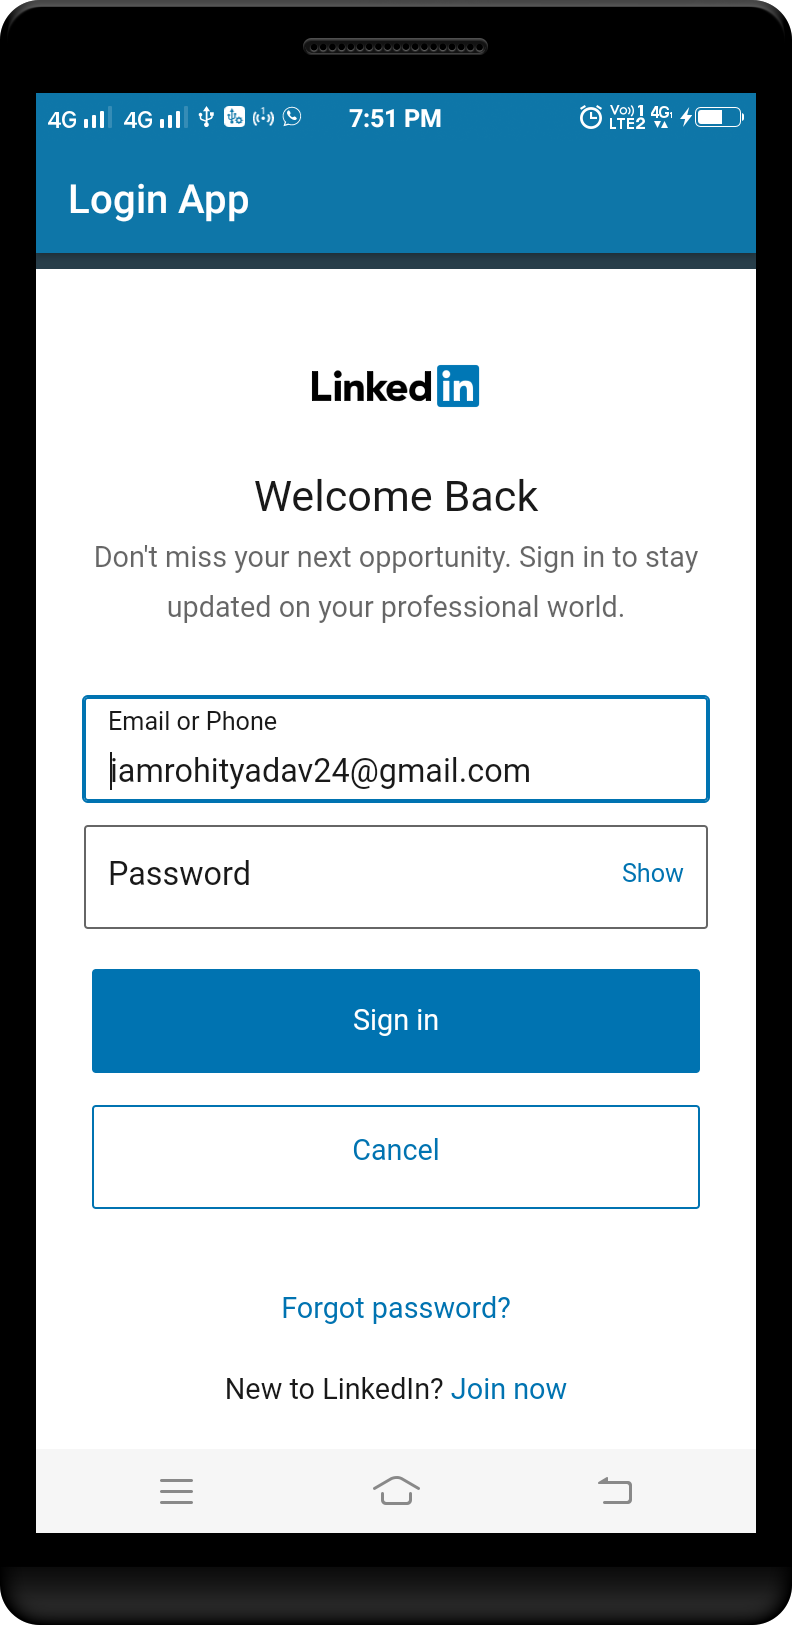 4G 4G 7:51 PM Vo)) 1 LTE2 4G
Login App
Linked in
Welcome Back
Don't miss your next opportunity. Sign in to stay
updated on your professional world.
Email or Phone
iamrohityadav24@gmail.com
Password Show
Sign in
Cancel
Forgot password?
New to LinkedIn? Join now